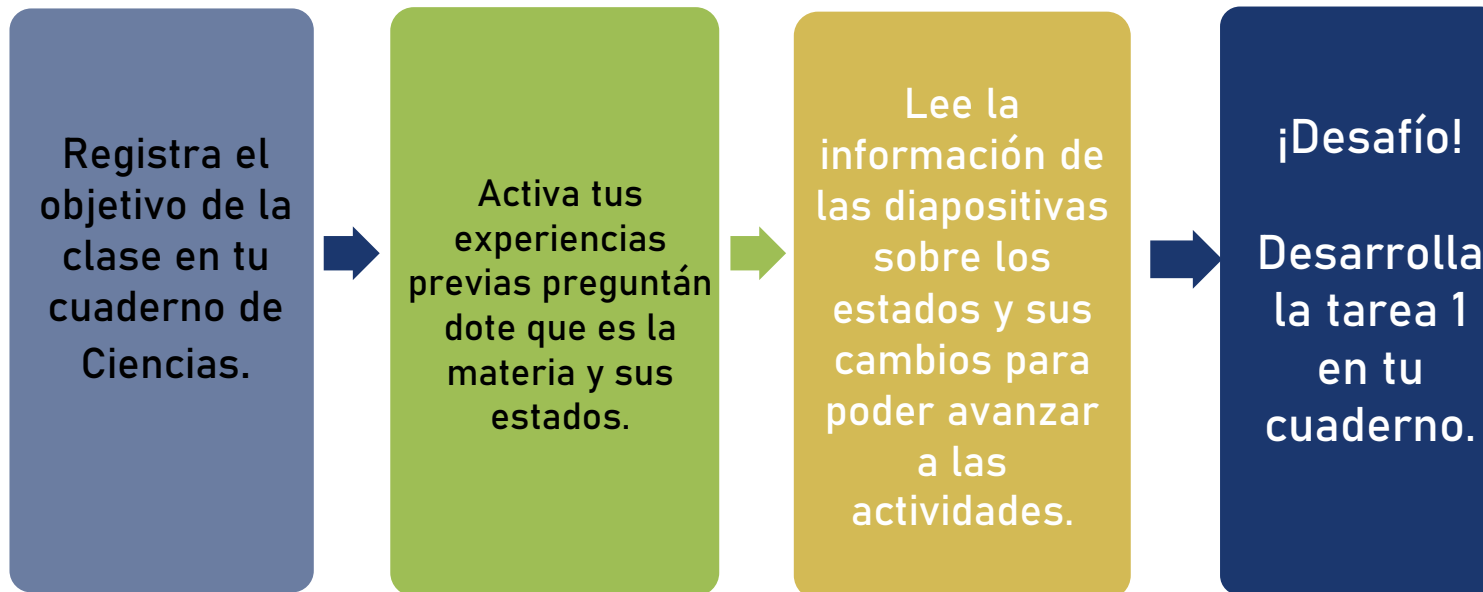 Registra el
objetivo de la
clase en tu
cuaderno de
Ciencias.
Activa tus
experiencias
previas preguntán
dote que es la
materia y sus
estados.
Lee la
información de
las diapositivas
sobre los
estados y sus
cambios para
poder avanzar
a las
actividades.
¡Desafío!
Desarrolla
la tarea 1
en tu
cuaderno.